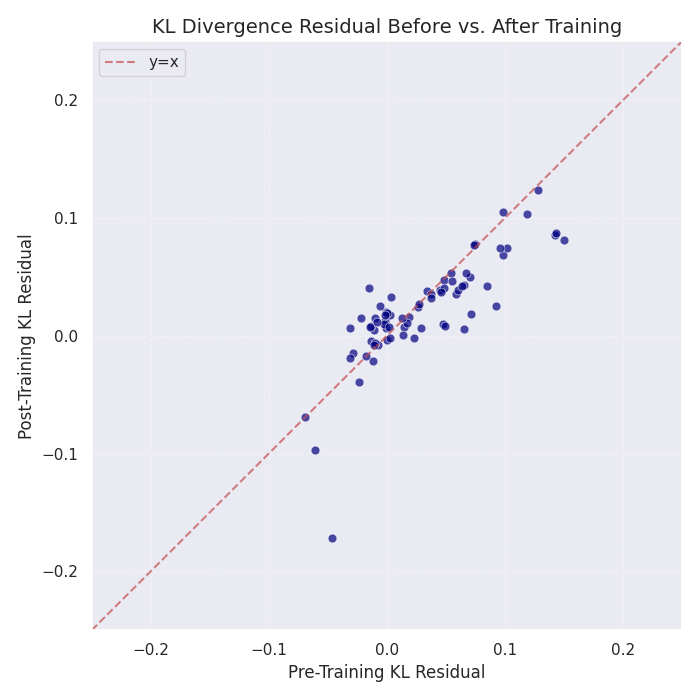 KL Divergence Residual Before vs. After Training
y=x
0.2
0.1
0.0
−0.1
−0.2
Post-Training KL Residual
−0.2
−0.1
0.0
0.1
0.2
Pre-Training KL Residual